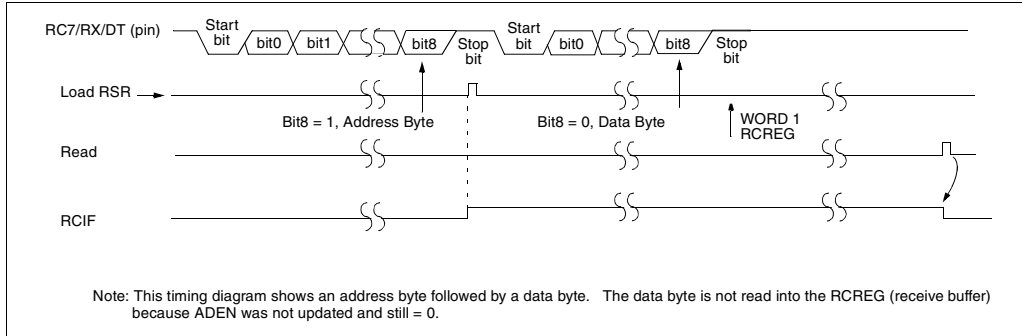 RC7/RX/DT (pin)
Start bit
bit0
bit1
bit8
Stop bit
Start bit
bit0
bit8
Stop bit
Load RSR
Bit8 = 1, Address Byte
Bit8 = 0, Data Byte
WORD 1
RCREG
Read
RCIF
Note: This timing diagram shows an address byte followed by a data byte. The data byte is not read into the RCREG (receive buffer)
because ADEN was not updated and still = 0.